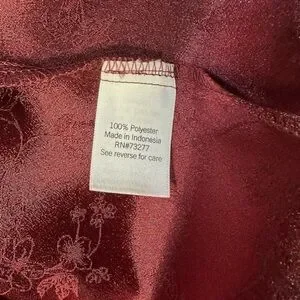 100% Polyester
Made in Indonesia
RN#73277
See reverse for care